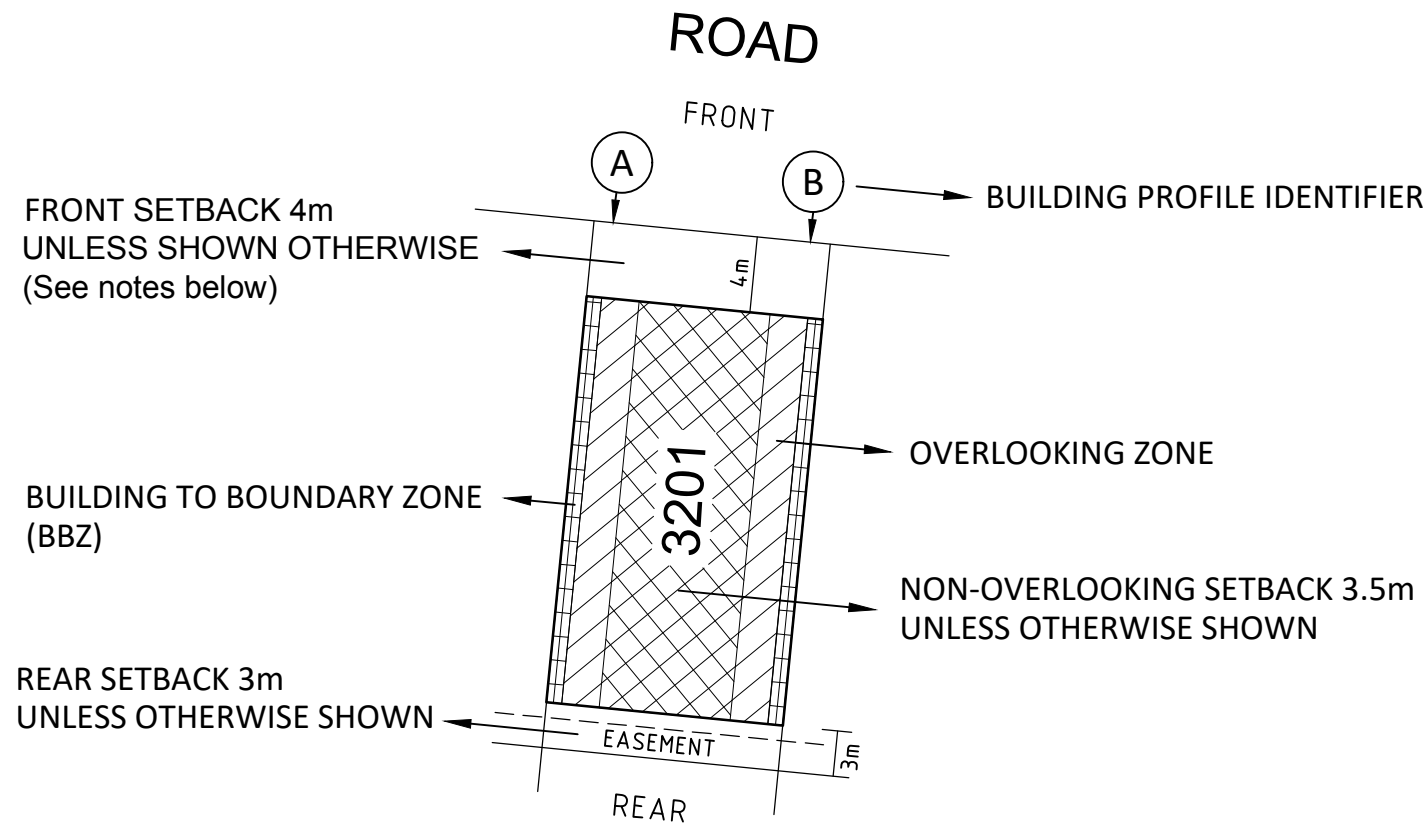 ROAD
FRONT
A
B
BUILDING PROFILE IDENTIFIER
FRONT SETBACK 4m
UNLESS SHOWN OTHERWISE
(See notes below)
4m
OVERLOOKING ZONE
3201
BUILDING TO BOUNDARY ZONE
(BBZ)
NON-OVERLOOKING SETBACK 3.5m
UNLESS OTHERWISE SHOWN
REAR SETBACK 3m
UNLESS OTHERWISE SHOWN
EASEMENT
3m
REAR